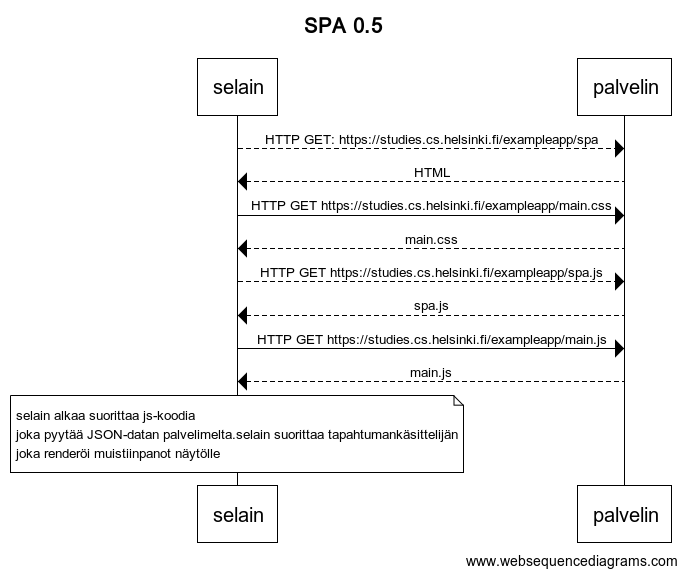 SPA 0.5
selain
palvelin
HTTP GET: https://studies.cs.helsinki.fi/exampleapp/spa
HTML
HTTP GET https://studies.cs.helsinki.fi/exampleapp/main.css
main.css
HTTP GET https://studies.cs.helsinki.fi/exampleapp/spa.js
spa.js
HTTP GET https://studies.cs.helsinki.fi/exampleapp/main.js
main.js
selain alkaa suorittaa js-koodia
joka pyytää JSON-datan palvelimelta.selain suorittaa tapahtumankäsittelijän
joka renderöi muistiinpanot näytölle
selain
palvelin
www.websequencediagrams.com